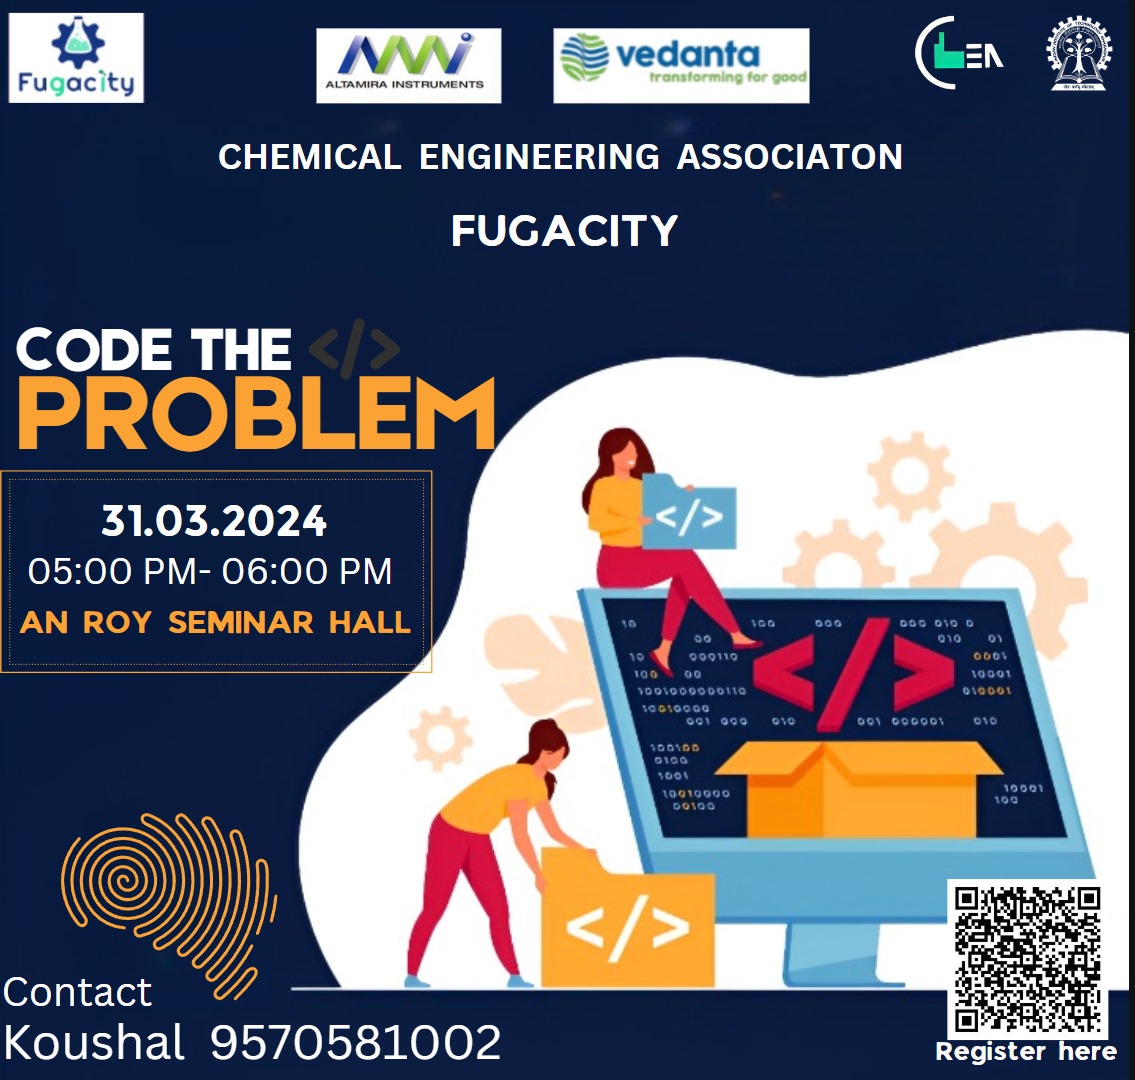 Fugacity
ALTAMIRA INSTRUMENTS
vedanta
transforming for good
CHEMICAL ENGINEERING ASSOCIATON
FUGACITY
CODE THE </>
PROBLEM
31.03.2024
05:00 PM- 06:00 PM
AN ROY SEMINAR HALL
</>
</>
</>
Contact
Koushal 9570581002
Register here